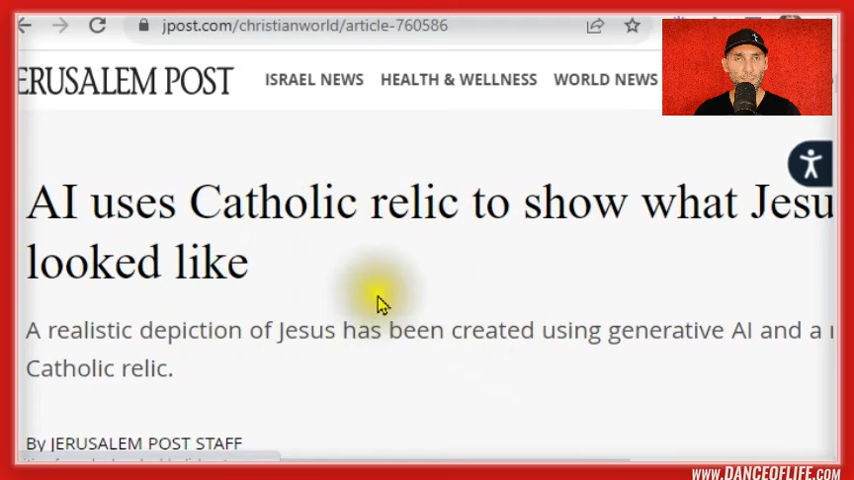 jpost.com/christianworld/article-760586
ERUSALEM POST ISRAEL NEWS HEALTH & WELLNESS WORLD NEWS
AI uses Catholic relic to show what Jesu
looked like
A realistic depiction of Jesus has been created using generative AI and a
Catholic relic.
By JERUSALEM POST STAFF
WWW.DANCEOFLIFE.COM